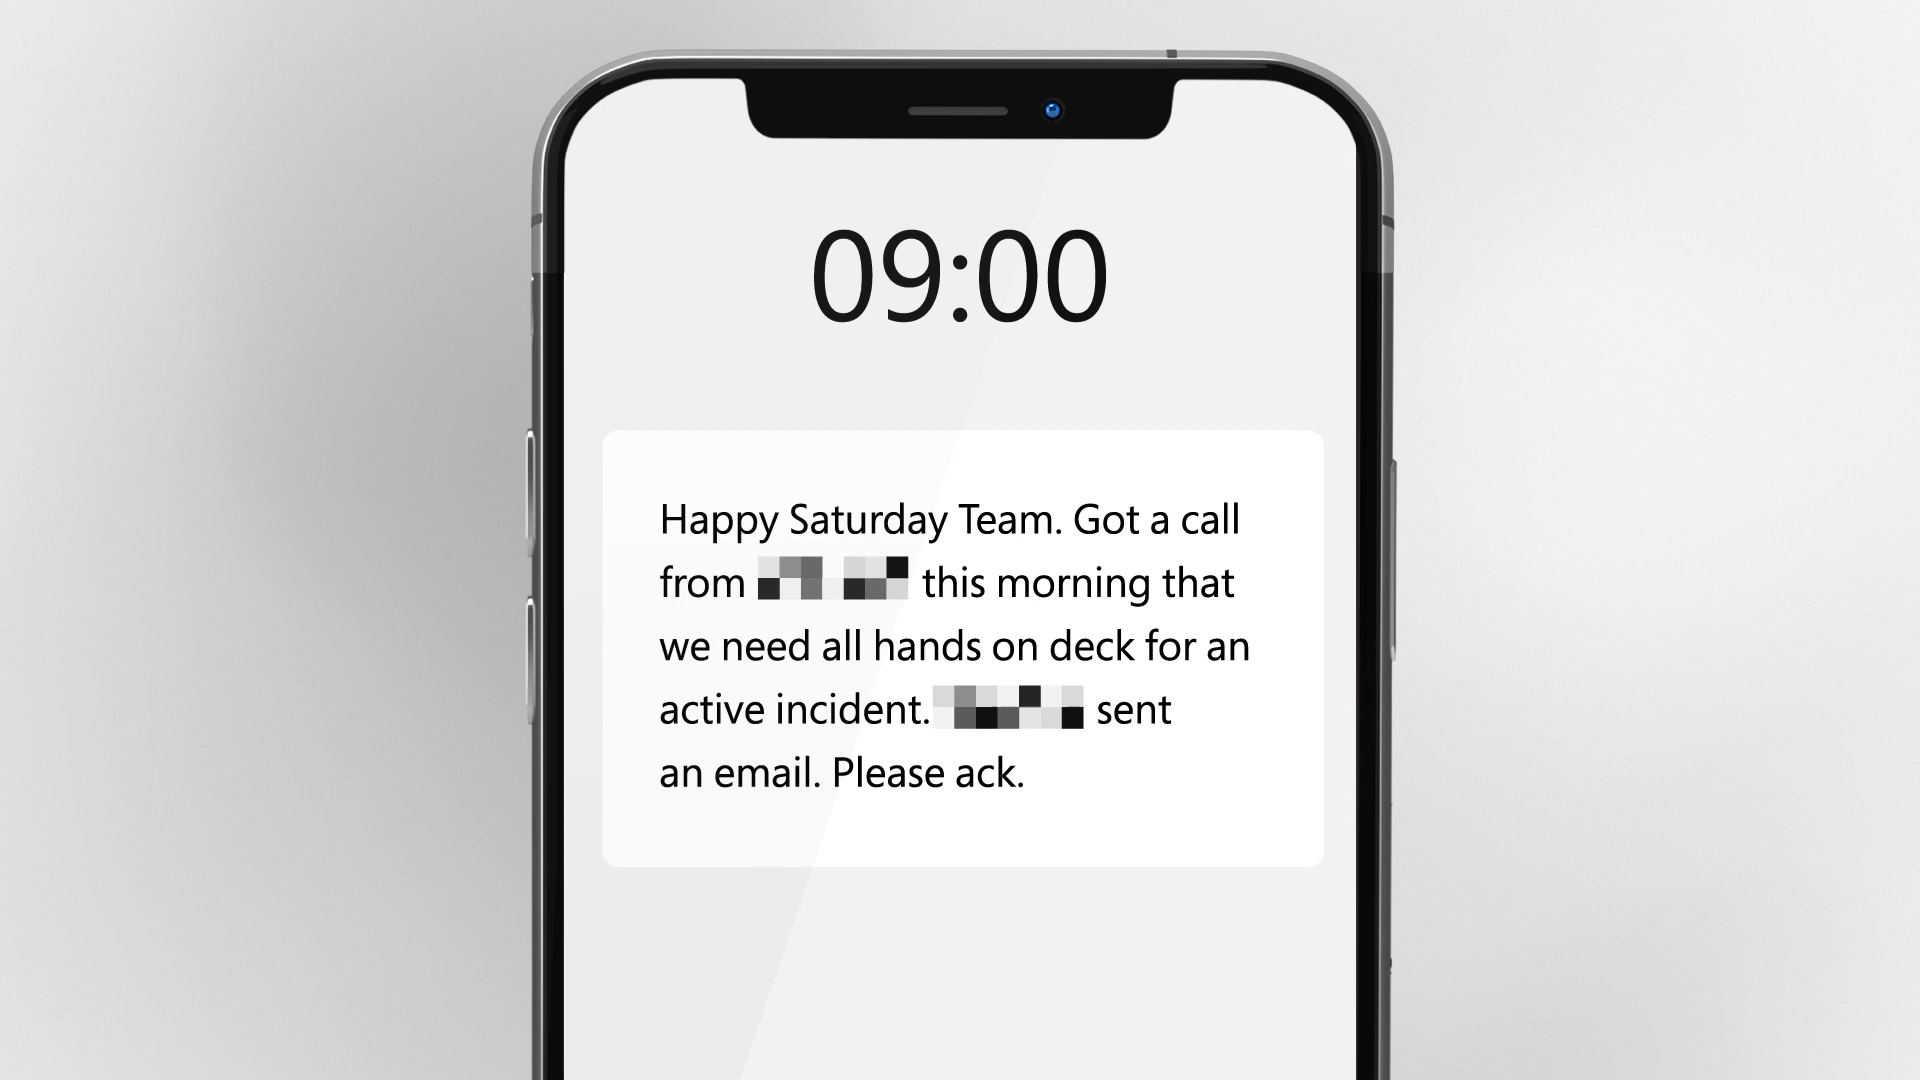 09:00
Happy Saturday Team. Got a call
from this morning that
we need all hands on deck for an
active incident. sent
an email. Please ack.